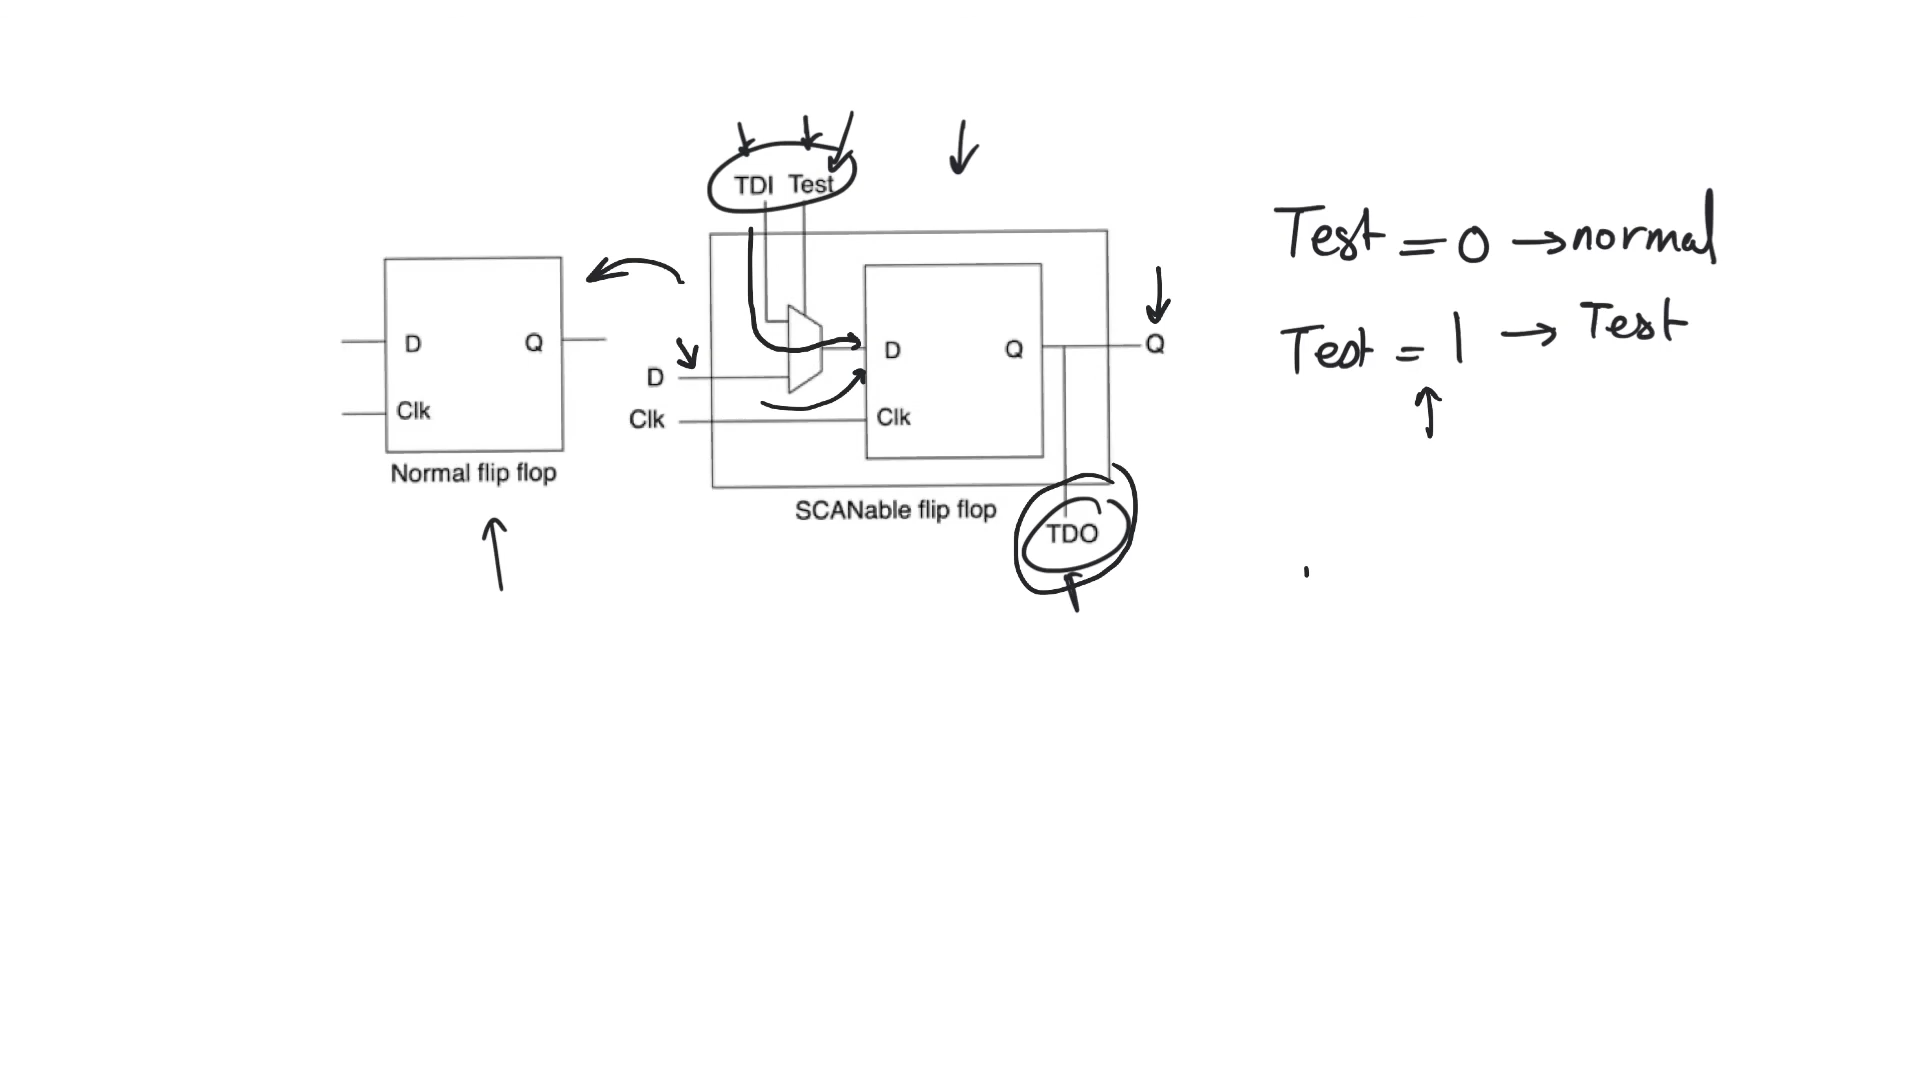 TDI Test
Test = 0 → normal
Test = 1 → Test
D Q
Clk
Normal flip flop
D
Clk
D Q
Clk
Q
SCANable flip flop
TDO